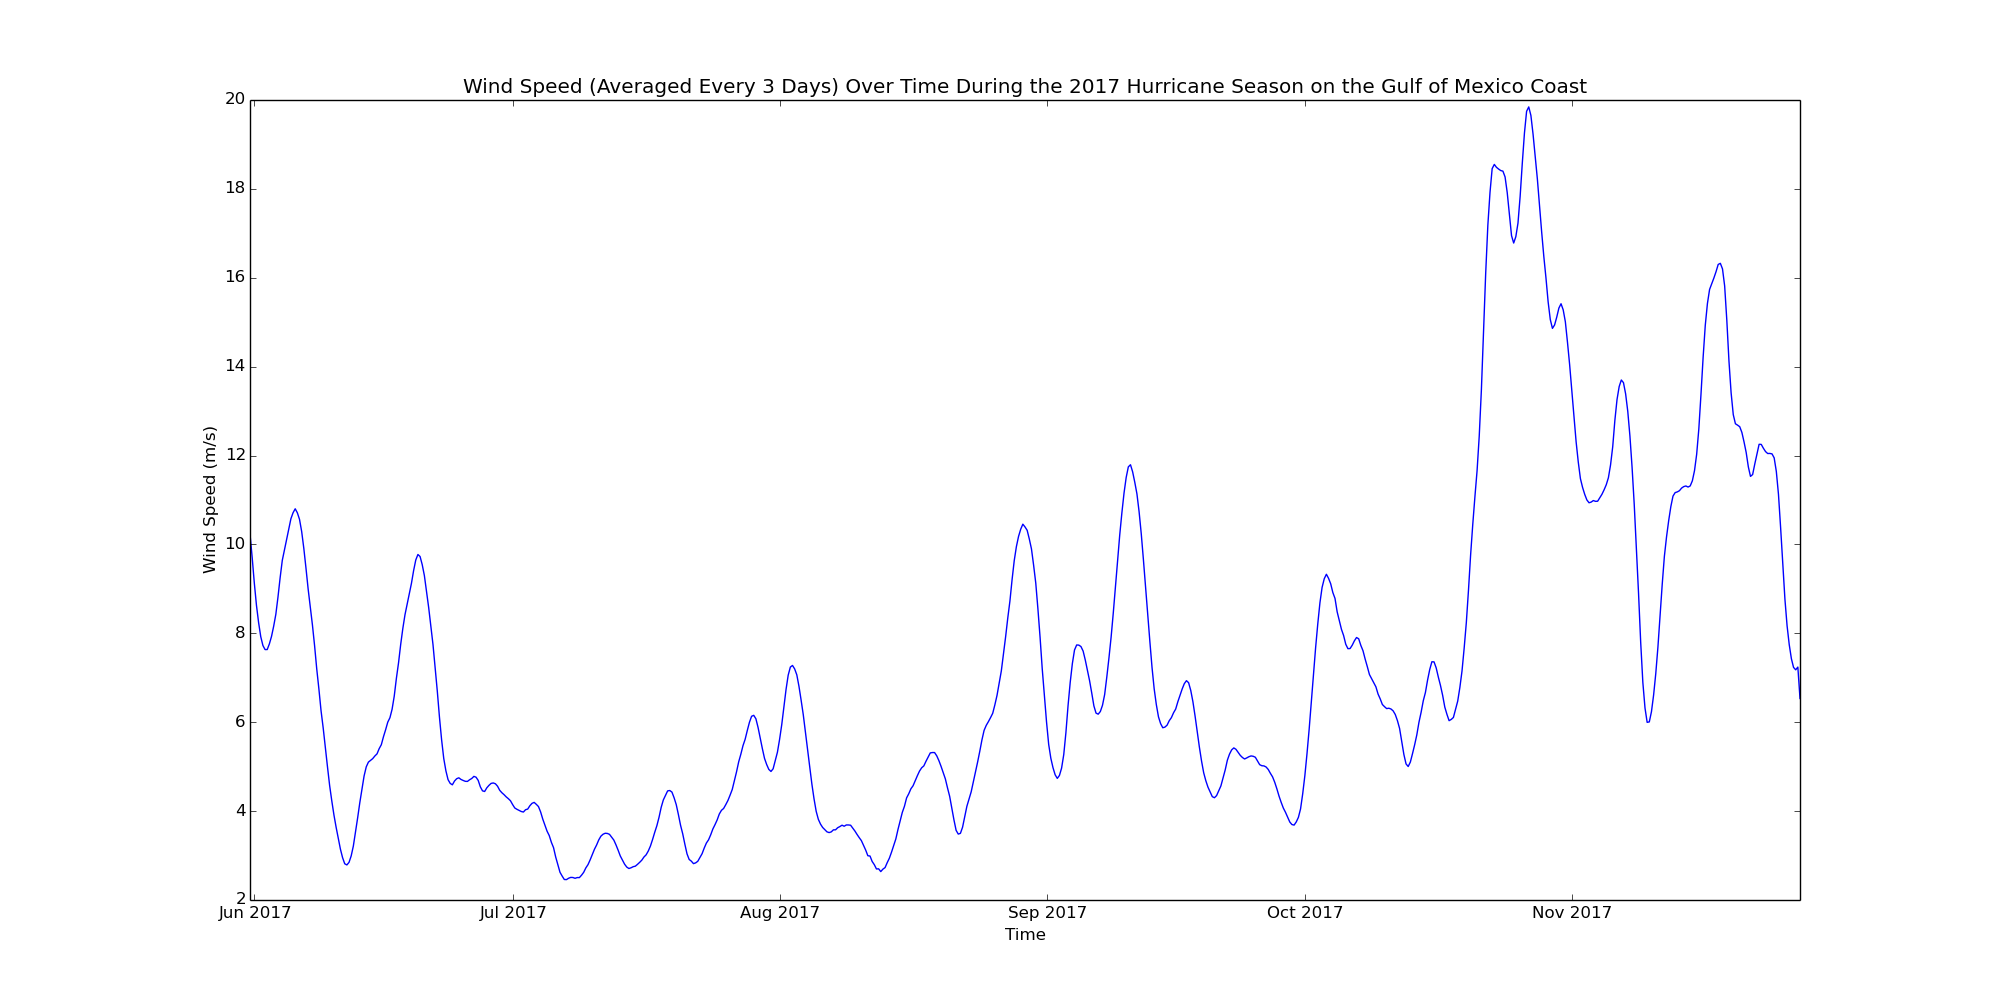 Wind Speed (Averaged Every 3 Days) Over Time During the 2017 Hurricane Season on the Gulf of Mexico Coast
20
18
16
14
12
10
8
6
4
2
Wind Speed (m/s)
Jun 2017 Jul 2017 Aug 2017 Sep 2017 Oct 2017 Nov 2017
Time